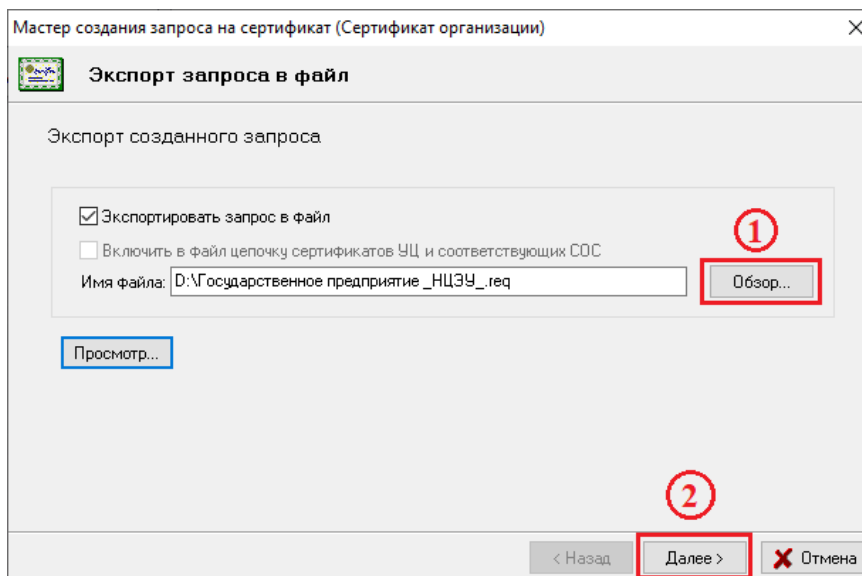 Мастер создания запроса на сертификат (Сертификат организации)
Экспорт запроса в файл
Экспорт созданного запроса
Экспортировать запрос в файл
1
Включить в файл цепочку сертификатов УЦ и соответствующих СОС
Имя файла: D:\Государственное предприятие _НЦЭУ_.req Обзор...
Просмотр...
2
< Назад Далее > Отмена